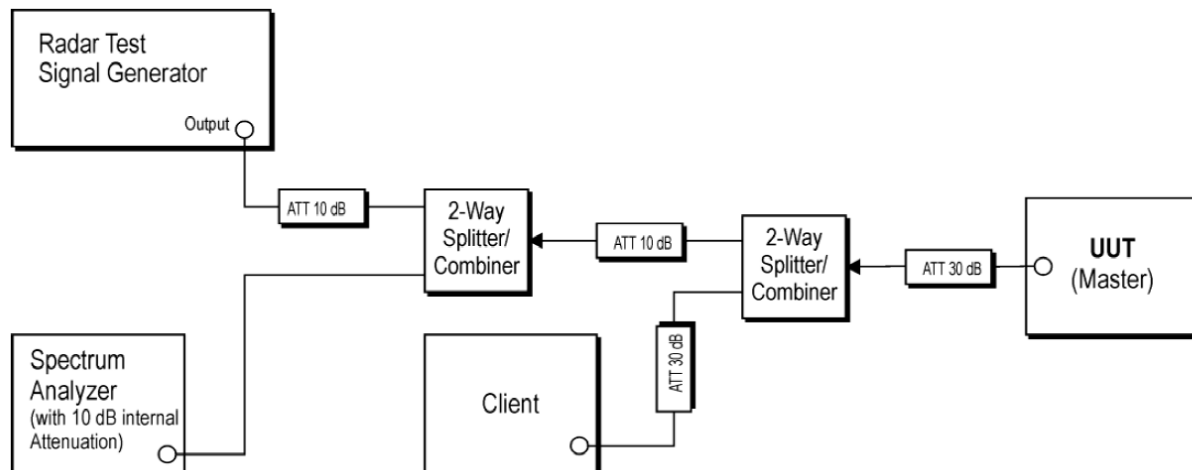 Radar Test
Signal Generator
Output
ATT 10 dB
2-Way
Splitter/
Combiner
ATT 10 dB
2-Way
Splitter/
Combiner
ATT 30 dB
UUT
(Master)
Spectrum
Analyzer
(with 10 dB internal
Attenuation)
Client
ATT 30 dB